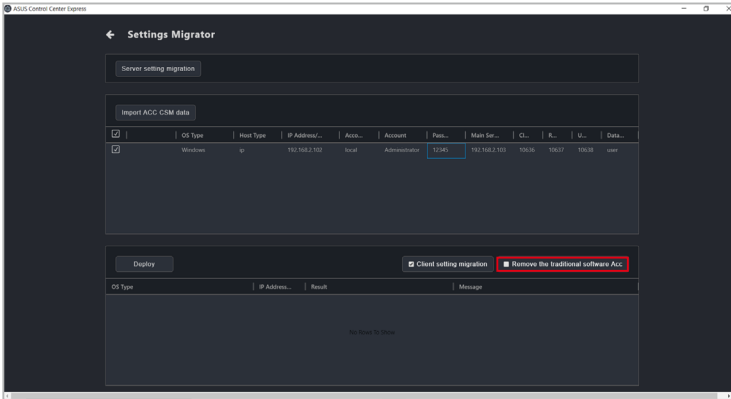 ASUS Control Center Express
Settings Migrator
Server setting migration
Import ACC CSM data
OS Type Host Type IP Address/... Acco... Account Pass... Main Ser... Cl... R... U... Data...
Windows ip 192.168.2.102 local Administrator 12345 192.168.2.103 10636 10637 10638 user
Deploy Client setting migration Remove the traditional software Acc
OS Type IP Address... Result Message
No Rows To Show